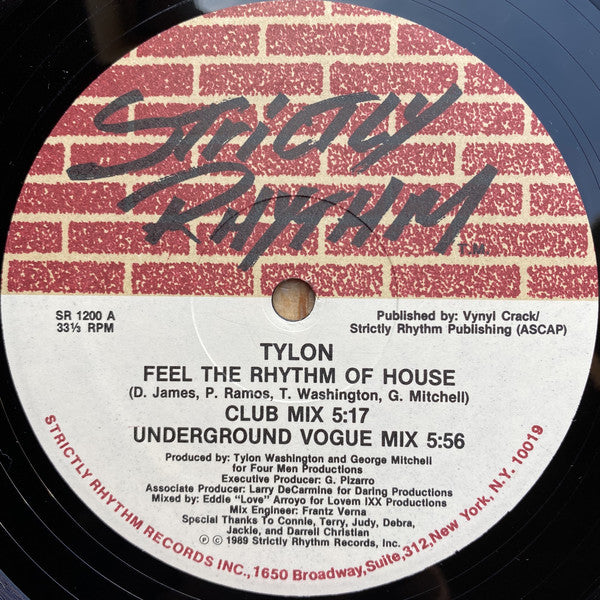 STRICTLY
RHYTHM
T.M.
SR 1200 A
33⅓ RPM
Published by: Vynyl Crack/
Strictly Rhythm Publishing (ASCAP)
TYLON
FEEL THE RHYTHM OF HOUSE
(D. James, P. Ramos, T. Washington, G. Mitchell)
CLUB MIX 5:17
UNDERGROUND VOGUE MIX 5:56
Produced by: Tylon Washington and George Mitchell
for Four Men Productions
Executive Producer: G. Pizarro
Associate Producer: Larry DeCarmine for Daring Productions
Mixed by: Eddie "Love" Arroyo for Lovem IXX Productions
Mix Engineer: Frantz Verna
Special Thanks To Connie, Terry, Judy, Debra,
Jackie, and Darrell Christian
℗ © 1989 Strictly Rhythm Records, Inc.
STRICTLY RHYTHM RECORDS INC., 1650 Broadway, Suite, 312, New York, N.Y. 10019